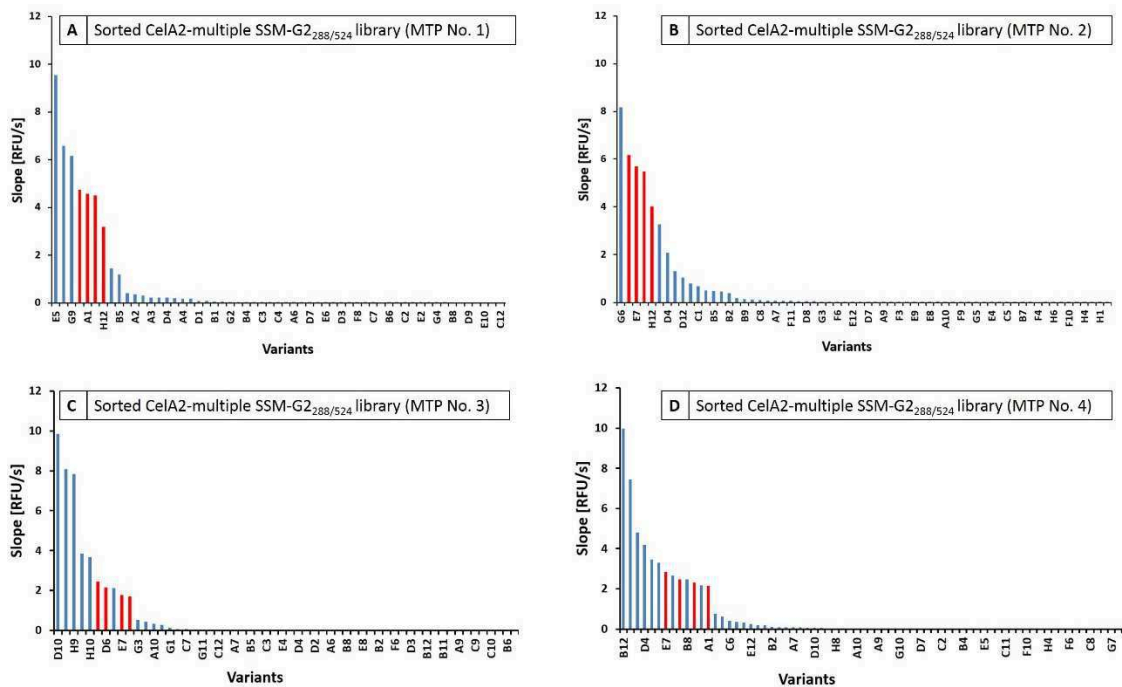 A Sorted CelA2-multiple SSM-G2288/524 library (MTP No. 1)
Slope [RFU/s]
12
10
8
6
4
2
0
E5 G9 A1 H12 B5 A2 A3 D4 A4 D1 B1 G2 B4 C3 C4 A6 D7 E6 D3 F8 C7 B6 C2 E2 G4 B8 D9 E10 C12
Variants
B Sorted CelA2-multiple SSM-G2288/524 library (MTP No. 2)
Slope [RFU/s]
12
10
8
6
4
2
0
G6 E7 H12 D4 D12 C1 B5 B2 B9 C8 A7 F11 D8 G3 F6 E12 D7 A9 F3 E9 E8 A10 F9 G5 E4 C5 B7 F4 H6 F10 H4 H1
Variants
C Sorted CelA2-multiple SSM-G2288/524 library (MTP No. 3)
Slope [RFU/s]
12
10
8
6
4
2
0
D10 H9 H10 D6 E7 G3 A10 G1 C7 G11 A7 B5 C3 E4 D4 D2 A6 B8 E8 B2 F6 D3 B12 B11 A9 C9 C10 B6
Variants
D Sorted CelA2-multiple SSM-G2288/524 library (MTP No. 4)
Slope [RFU/s]
12
10
8
6
4
2
0
B12 D4 E7 B8 A1 C6 E12 B2 A7 D10 H8 A10 A9 G10 D7 C2 B4 E5 C11 F10 H4 F6 C8 G7
Variants